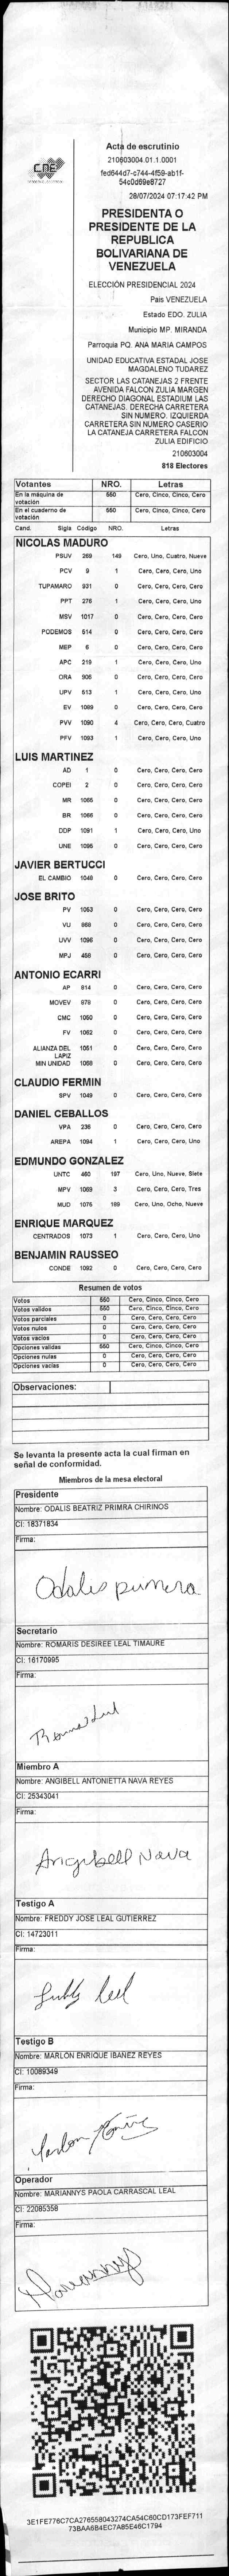 CNE
Acta de escrutinio
210603004.01.1.0001
fed644d7-c744-4f59-ab1f-
54c0d69e8727
28/07/2024 07:17:42 PM
PRESIDENTA O
PRESIDENTE DE LA
REPUBLICA
BOLIVARIANA DE
VENEZUELA
ELECCIÓN PRESIDENCIAL 2024
Pais VENEZUELA
Estado EDO. ZULIA
Municipio MP. MIRANDA
Parroquia PQ. ANA MARIA CAMPOS
UNIDAD EDUCATIVA ESTADAL JOSE
MAGDALENO TUDAREZ
SECTOR LAS CATANEJAS 2 FRENTE
AVENIDA FALCON ZULIA MARGEN
DERECHO DIAGONAL ESTADIUM LAS
CATANEJAS. DERECHA CARRETERA
SIN NUMERO. IZQUIERDA
CARRETERA SIN NUMERO CASERIO
LA CATANEJA CARRETERA FALCON
ZULIA EDIFICIO
210603004
818 Electores
Votantes NRO. Letras
En la máquina de votación 550 Cero, Cinco, Cinco, Cero
En el cuaderno de votación 550 Cero, Cinco, Cinco, Cero
Cand. Sigla Código NRO. Letras
NICOLAS MADURO
PSUV 269 149 Cero, Uno, Cuatro, Nueve
PCV 9 1 Cero, Cero, Cero, Uno
TUPAMARO 931 0 Cero, Cero, Cero, Cero
PPT 276 1 Cero, Cero, Cero, Uno
MSV 1017 0 Cero, Cero, Cero, Cero
PODEMOS 514 0 Cero, Cero, Cero, Cero
MEP 6 0 Cero, Cero, Cero, Cero
APC 219 1 Cero, Cero, Cero, Uno
ORA 906 0 Cero, Cero, Cero, Cero
UPV 513 1 Cero, Cero, Cero, Uno
EV 1089 0 Cero, Cero, Cero, Cero
PVV 1090 4 Cero, Cero, Cero, Cuatro
PFV 1093 1 Cero, Cero, Cero, Uno
LUIS MARTINEZ
AD 1 0 Cero, Cero, Cero, Cero
COPEI 2 0 Cero, Cero, Cero, Cero
MR 1065 0 Cero, Cero, Cero, Cero
BR 1066 0 Cero, Cero, Cero, Cero
DDP 1091 1 Cero, Cero, Cero, Uno
UNE 1095 0 Cero, Cero, Cero, Cero
JAVIER BERTUCCI
EL CAMBIO 1048 0 Cero, Cero, Cero, Cero
JOSE BRITO
PV 1053 0 Cero, Cero, Cero, Cero
VU 868 0 Cero, Cero, Cero, Cero
UVV 1096 0 Cero, Cero, Cero, Cero
MPJ 458 0 Cero, Cero, Cero, Cero
ANTONIO ECARRI
AP 814 0 Cero, Cero, Cero, Cero
MOVEV 878 0 Cero, Cero, Cero, Cero
CMC 1050 0 Cero, Cero, Cero, Cero
FV 1062 0 Cero, Cero, Cero, Cero
ALIANZA DEL LAPIZ 1051 0 Cero, Cero, Cero, Cero
MIN UNIDAD 1068 0 Cero, Cero, Cero, Cero
CLAUDIO FERMIN
SPV 1049 0 Cero, Cero, Cero, Cero
DANIEL CEBALLOS
VPA 236 0 Cero, Cero, Cero, Cero
AREPA 1094 1 Cero, Cero, Cero, Uno
EDMUNDO GONZALEZ
UNTC 460 197 Cero, Uno, Nueve, Siete
MPV 1069 3 Cero, Cero, Cero, Tres
MUD 1075 189 Cero, Uno, Ocho, Nueve
ENRIQUE MARQUEZ
CENTRADOS 1073 1 Cero, Cero, Cero, Uno
BENJAMIN RAUSSEO
CONDE 1092 0 Cero, Cero, Cero, Cero
Resumen de votos
Votos 550 Cero, Cinco, Cinco, Cero
Votos validos 550 Cero, Cinco, Cinco, Cero
Votos parciales 0 Cero, Cero, Cero, Cero
Votos nulos 0 Cero, Cero, Cero, Cero
Votos vacios 0 Cero, Cero, Cero, Cero
Opciones validas 550 Cero, Cinco, Cinco, Cero
Opciones nulas 0 Cero, Cero, Cero, Cero
Opciones vacias 0 Cero, Cero, Cero, Cero
Observaciones:
Se levanta la presente acta la cual firman en
señal de conformidad.
Miembros de la mesa electoral
Presidente
Nombre: ODALIS BEATRIZ PRIMRA CHIRINOS
CI: 18371834
Firma:
Odalis primera
Secretario
Nombre: ROMARIS DESIREE LEAL TIMAURE
CI: 16170995
Firma:
Miembro A
Nombre: ANGIBELL ANTONIETTA NAVA REYES
CI: 25343041
Firma:
Angibell Nava
Testigo A
Nombre: FREDDY JOSE LEAL GUTIERREZ
CI: 14723011
Firma:
Testigo B
Nombre: MARLON ENRIQUE IBAÑEZ REYES
CI: 10089349
Firma:
Operador
Nombre: MARIANNYS PAOLA CARRASCAL LEAL
CI: 22085358
Firma:
3E1FE776C7CA276558043274CA54C60CD173FEF711
73BAA6B4EC7A85E46C1794